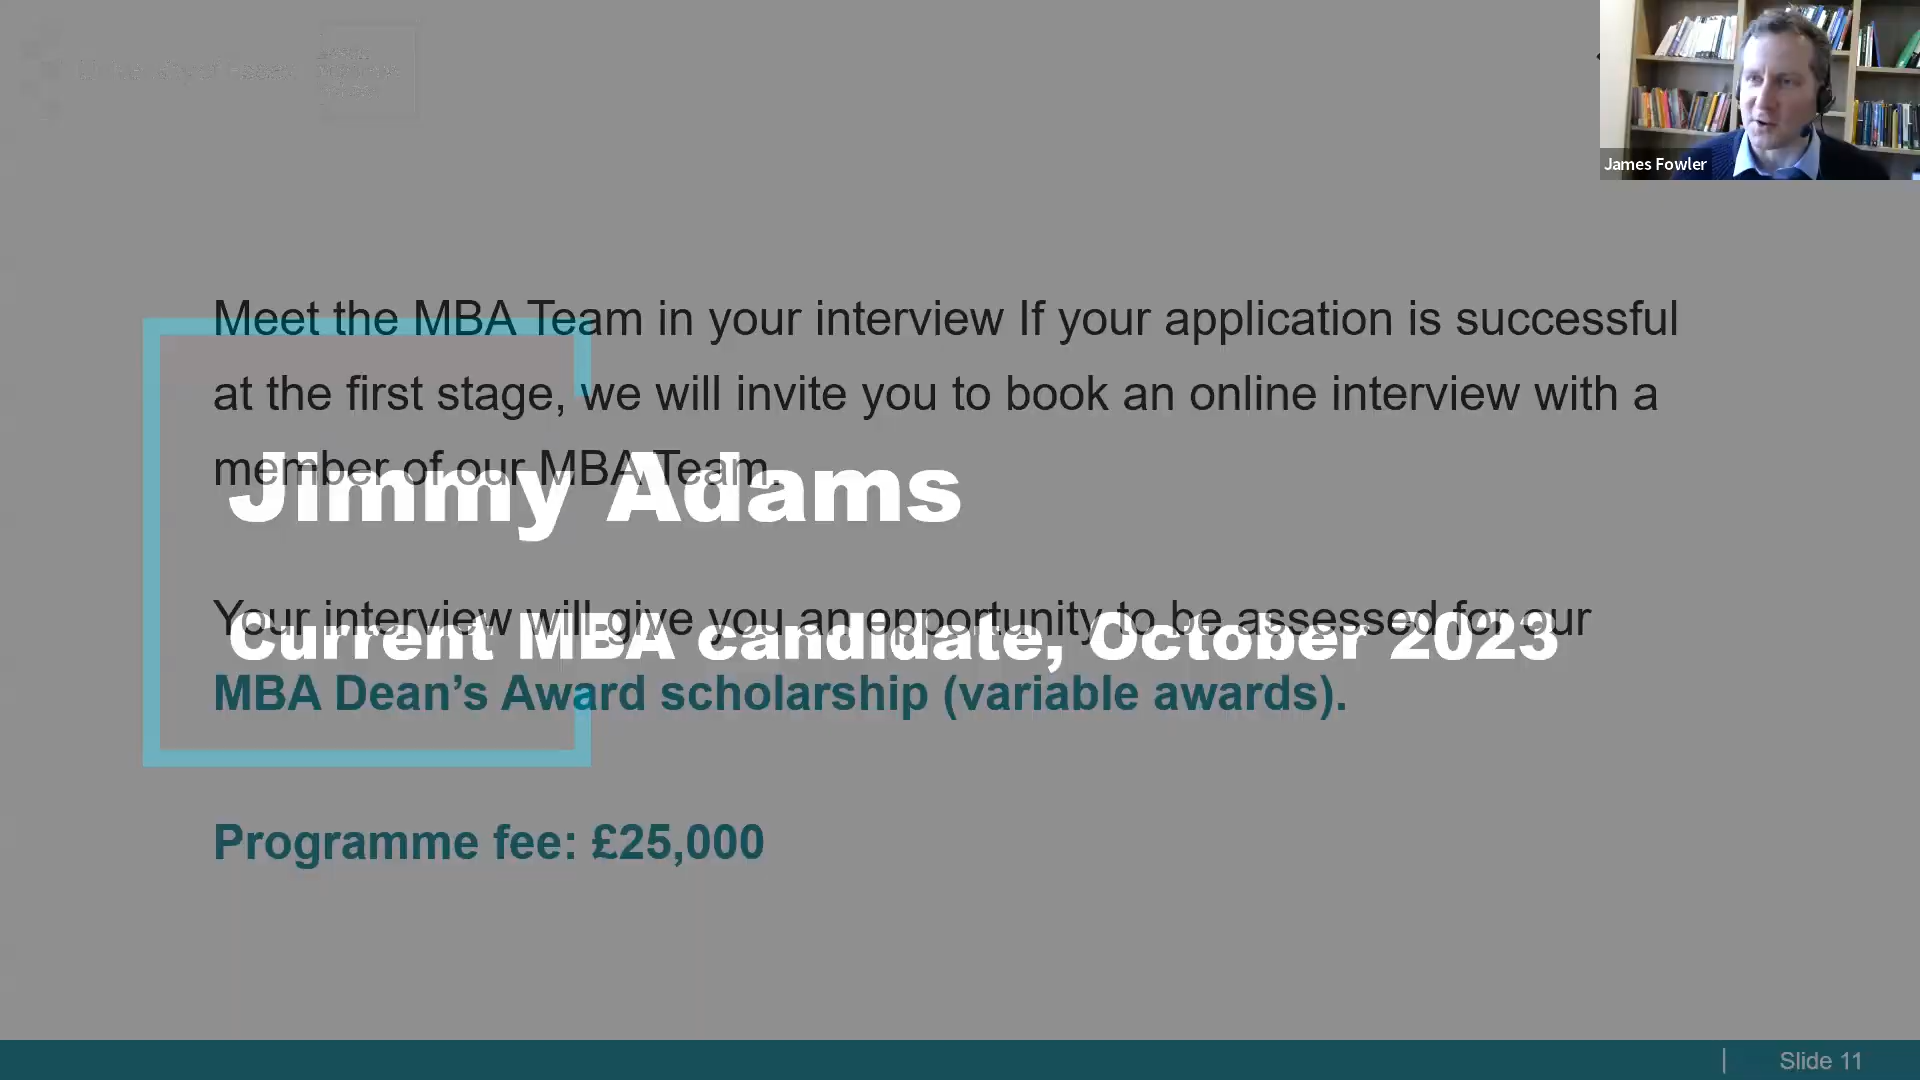 James Fowler
Meet the MBA Team in your interview If your application is successful
at the first stage, we will invite you to book an online interview with a
member of our MBA Team.
Jimmy Adams
Your interview will give you an opportunity to be assessed for our
Current MBA candidate, October 2023
MBA Dean’s Award scholarship (variable awards).
Programme fee: £25,000
Slide 11